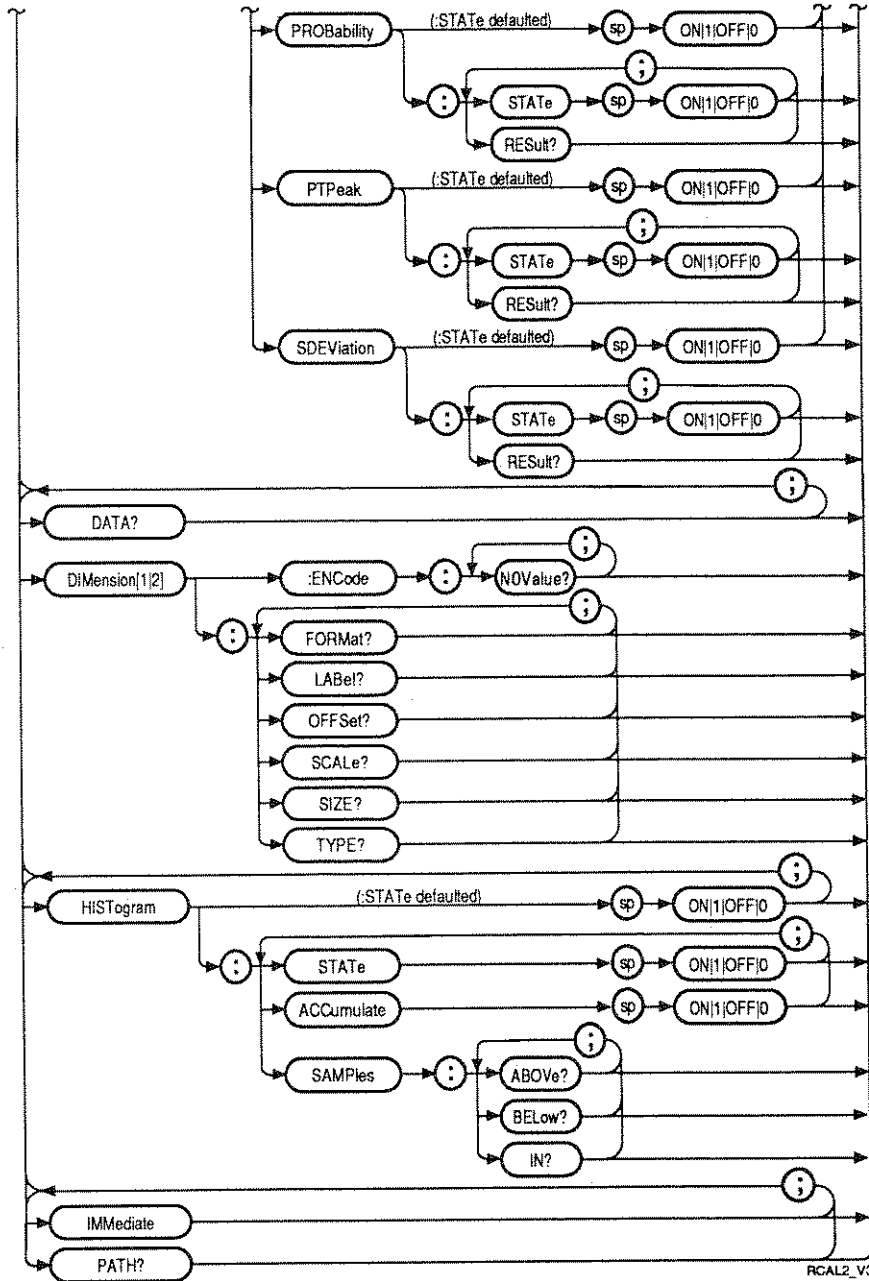 PROBability (:STATe defaulted) sp ON|1|OFF|0
;
: STATe sp ON|1|OFF|0
RESult?
PTPeak (:STATe defaulted) sp ON|1|OFF|0
;
: STATe sp ON|1|OFF|0
RESult?
SDEViation (:STATe defaulted) sp ON|1|OFF|0
;
: STATe sp ON|1|OFF|0
RESult?
;
DATA?
;
DIMension[1|2] :ENCode : NOValue?
;
: FORMat?
LABel?
OFFSet?
SCALe?
SIZE?
TYPE?
;
HISTogram (:STATe defaulted) sp ON|1|OFF|0
;
: STATe sp ON|1|OFF|0
ACCumulate sp ON|1|OFF|0
;
SAMPles : ABOVe?
BELow?
IN?
;
IMMediate
PATH?
RCAL2_V3